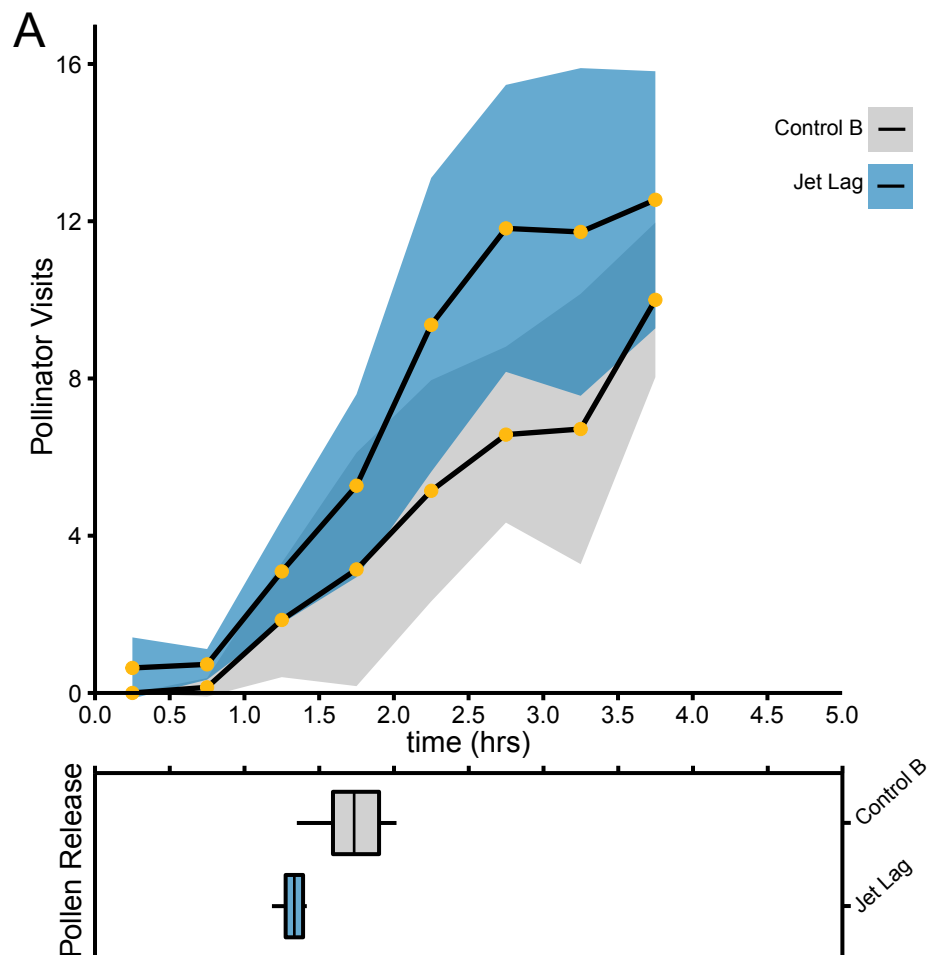 A
16
12
8
4
0
Pollinator Visits
Control B
Jet Lag
0.0 0.5 1.0 1.5 2.0 2.5 3.0 3.5 4.0 4.5 5.0
time (hrs)
Pollen Release
Control B
Jet Lag